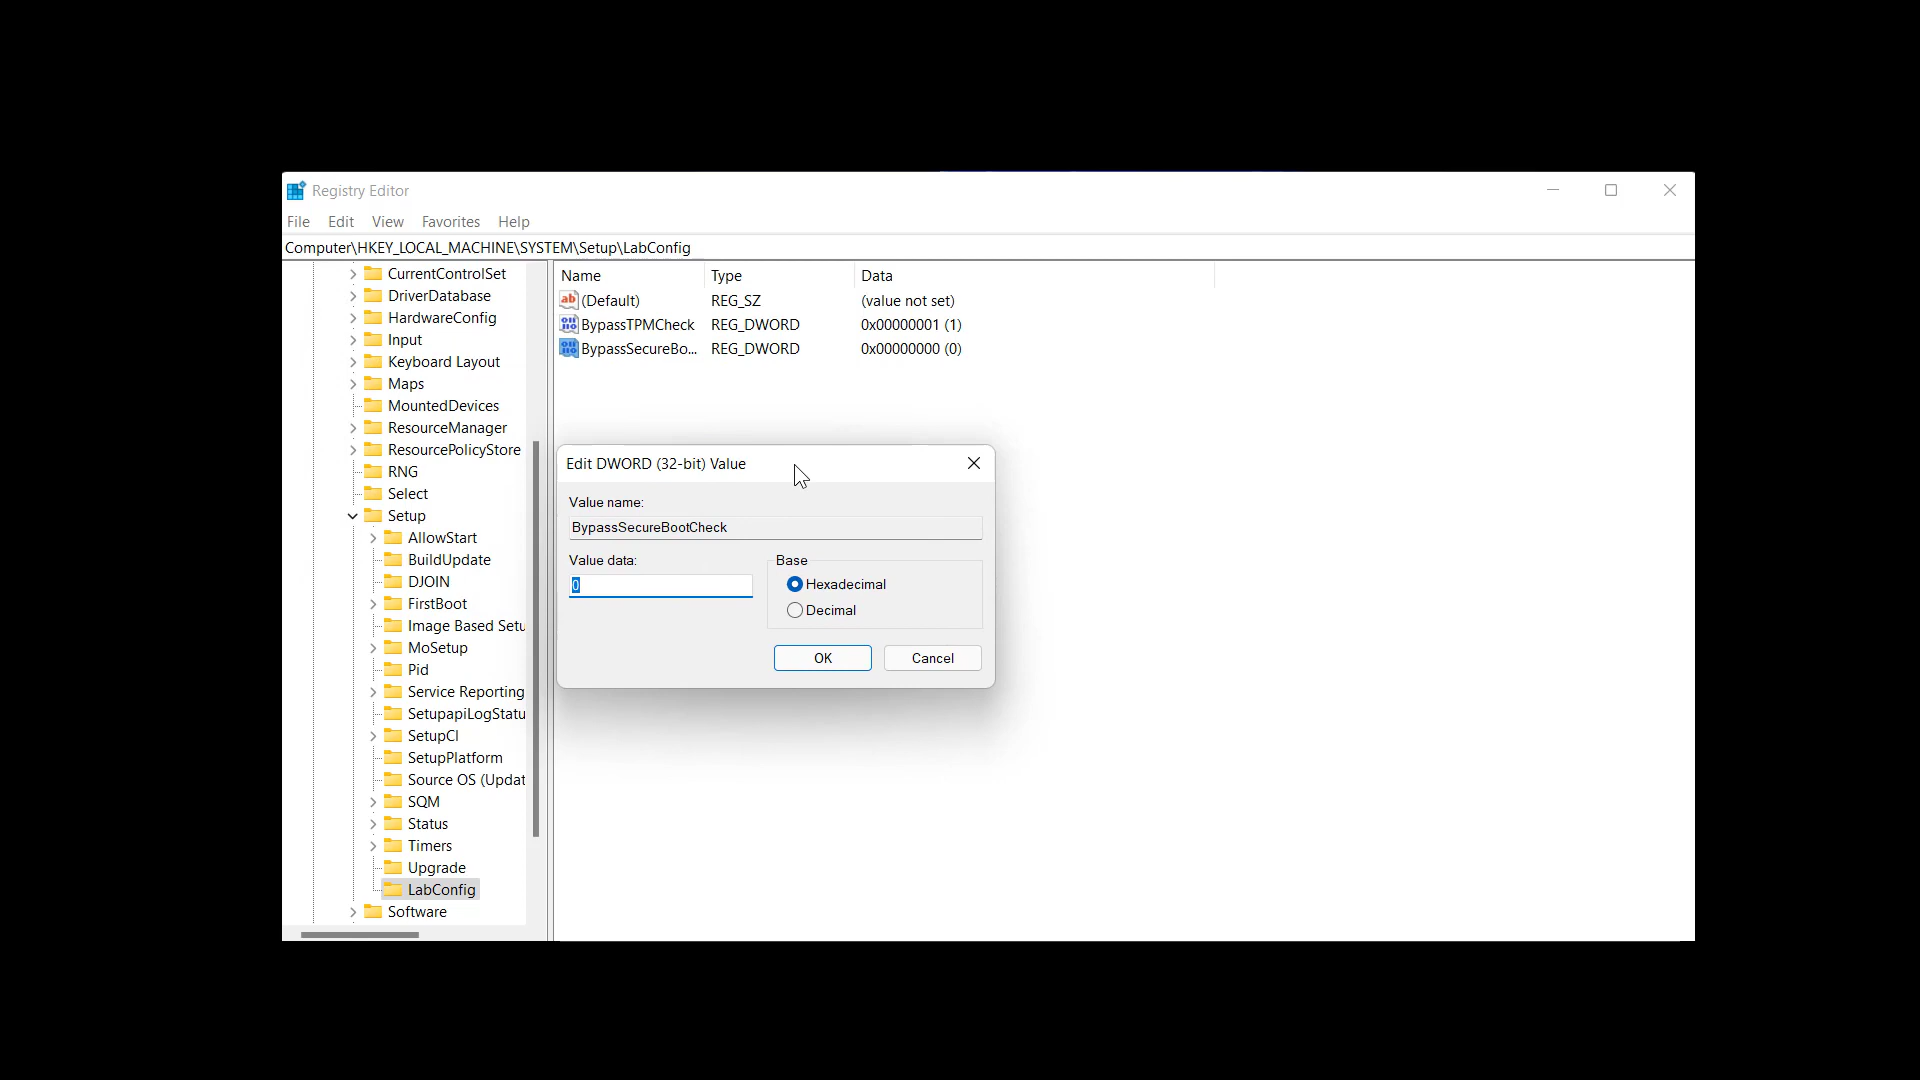 Registry Editor
File Edit View Favorites Help
Computer\HKEY_LOCAL_MACHINE\SYSTEM\Setup\LabConfig
CurrentControlSet
DriverDatabase
HardwareConfig
Input
Keyboard Layout
Maps
MountedDevices
ResourceManager
ResourcePolicyStore
RNG
Select
Setup
AllowStart
BuildUpdate
DJOIN
FirstBoot
Image Based Setu
MoSetup
Pid
Service Reporting
SetupapiLogStatu
SetupCl
SetupPlatform
Source OS (Updat
SQM
Status
Timers
Upgrade
LabConfig
Software
Name Type Data
(Default) REG_SZ (value not set)
BypassTPMCheck REG_DWORD 0x00000001 (1)
BypassSecureBo... REG_DWORD 0x00000000 (0)
Edit DWORD (32-bit) Value
Value name:
BypassSecureBootCheck
Value data:
0
Base
Hexadecimal
Decimal
OK Cancel